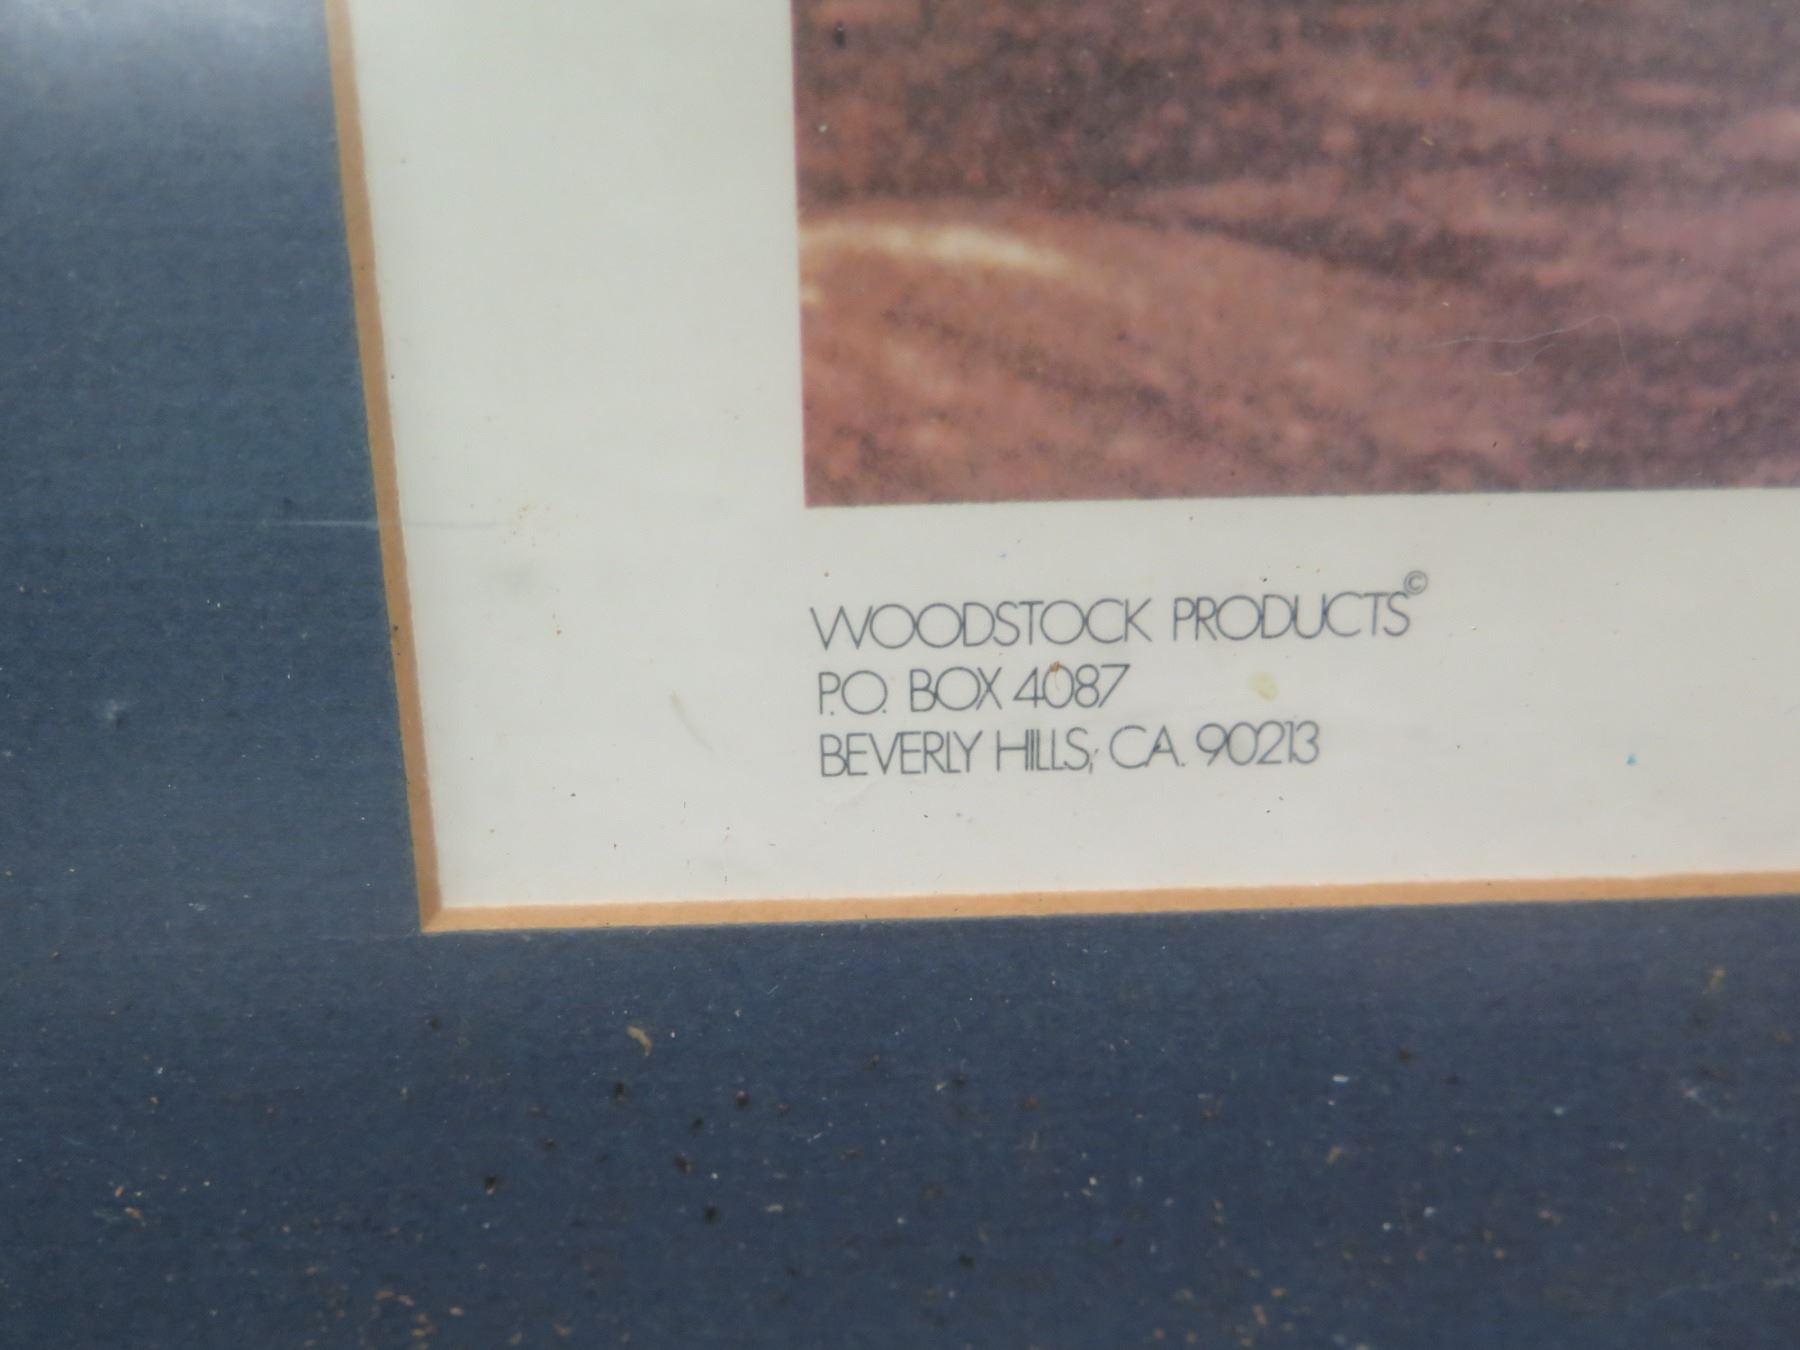 WOODSTOCK PRODUCTS©
P.O. BOX 4087
BEVERLY HILLS, CA. 90213